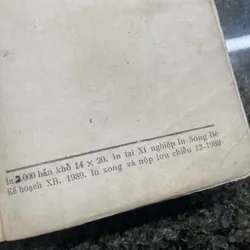 In 2.000 bản khổ 14 × 20. In tại Xí nghiệp In Sông Bé
Kế hoạch XB. 1989. In xong và nộp lưu chiểu 12-1989